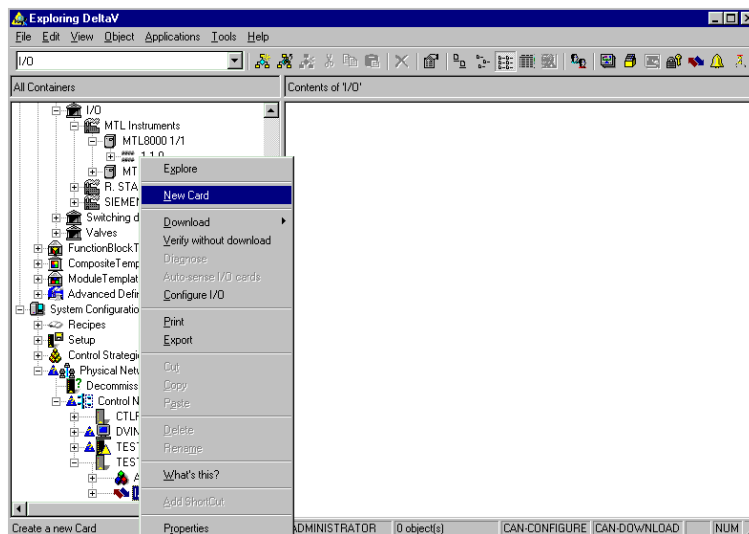 Exploring DeltaV
File Edit View Object Applications Tools Help
I/O
All Containers
Contents of 'I/O'
I/O
MTL Instruments
MTL8000 1/1
1.1.0
MT
R. STA
SIEMEN
Switching d
Valves
FunctionBlockT
CompositeTemp
ModuleTemplat
Advanced Defir
System Configuratio
Recipes
Setup
Control Strategi
Physical Netw
Decommiss
Control N
CTLF
DVIN
TEST
TEST
A
Explore
New Card
Download
Verify without download
Diagnose
Auto-sense I/O cards
Configure I/O
Print
Export
Cut
Copy
Paste
Delete
Rename
What's this?
Add ShortCut
Properties
Create a new Card
ADMINISTRATOR
0 object(s)
CAN-CONFIGURE
CAN-DOWNLOAD
NUM